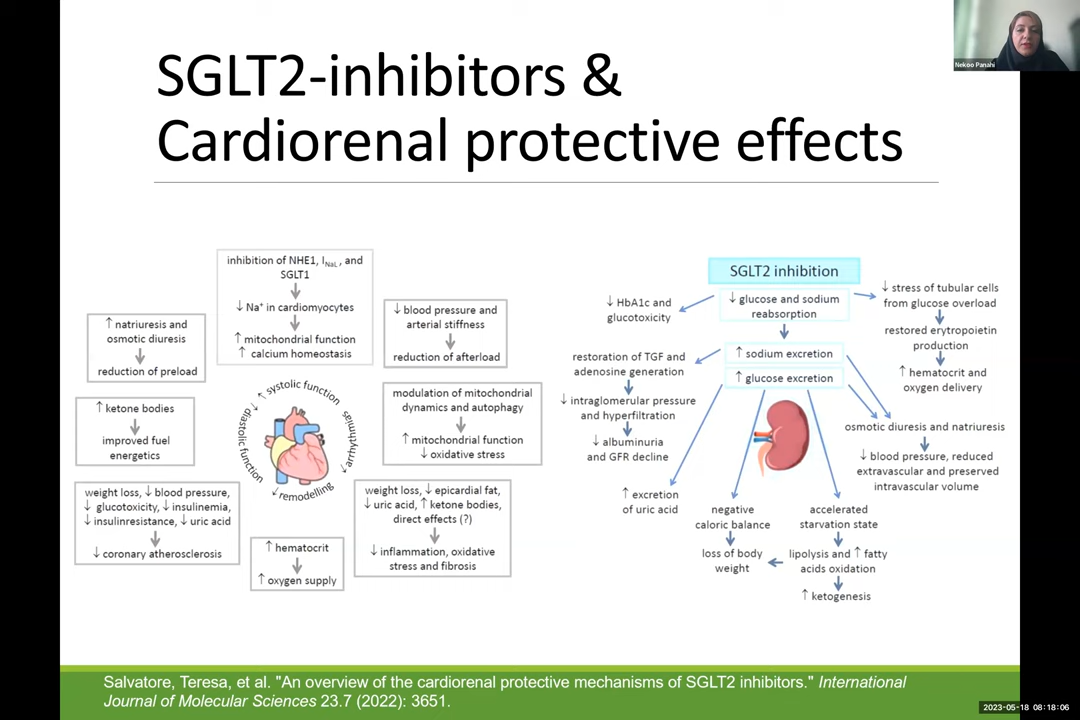 SGLT2-inhibitors &
Cardiorenal protective effects
Nekoo Panahi
inhibition of NHE1, INaL, and
SGLT1
↓ Na⁺ in cardiomyocytes
↑ mitochondrial function
↑ calcium homeostasis
↑ natriuresis and
osmotic diuresis
reduction of preload
↓ blood pressure and
arterial stiffness
reduction of afterload
↑ ketone bodies
improved fuel
energetics
↑ systolic function
↓ arrhythmias
↓ remodelling
↓ diastolic function
modulation of mitochondrial
dynamics and autophagy
↑ mitochondrial function
↓ oxidative stress
weight loss, ↓ blood pressure,
↓ glucotoxicity, ↓ insulinemia,
↓ insulinresistance, ↓ uric acid
↓ coronary atherosclerosis
↑ hematocrit
↑ oxygen supply
weight loss, ↓ epicardial fat,
↓ uric acid, ↑ ketone bodies,
direct effects (?)
↓ inflammation, oxidative
stress and fibrosis
SGLT2 inhibition
↓ glucose and sodium
reabsorption
↑ sodium excretion
↑ glucose excretion
↓ HbA1c and
glucotoxicity
restoration of TGF and
adenosine generation
↓ intraglomerular pressure
and hyperfiltration
↓ albuminuria
and GFR decline
↑ excretion
of uric acid
negative
caloric balance
loss of body
weight
accelerated
starvation state
lipolysis and ↑ fatty
acids oxidation
↑ ketogenesis
↓ stress of tubular cells
from glucose overload
restored erytropoietin
production
↑ hematocrit and
oxygen delivery
osmotic diuresis and natriuresis
↓ blood pressure, reduced
extravascular and preserved
intravascular volume
Salvatore, Teresa, et al. "An overview of the cardiorenal protective mechanisms of SGLT2 inhibitors." International
Journal of Molecular Sciences 23.7 (2022): 3651.
2023-05-18 08:18:06